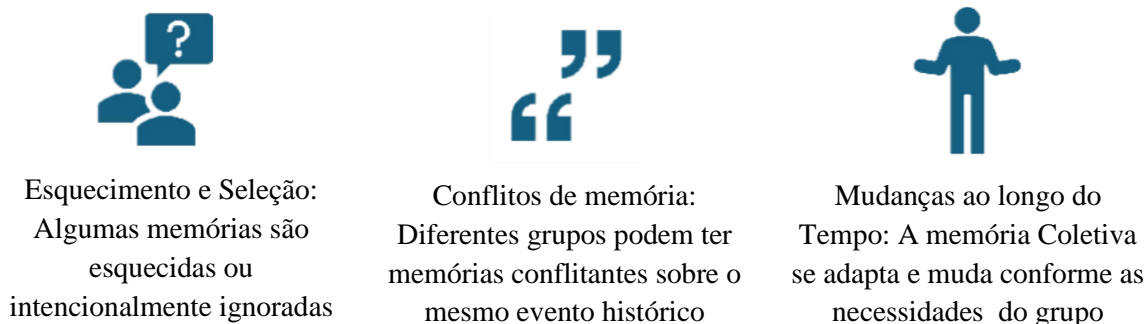 ?
Esquecimento e Seleção:
Algumas memórias são
esquecidas ou
intencionalmente ignoradas
Conflitos de memória:
Diferentes grupos podem ter
memórias conflitantes sobre o
mesmo evento histórico
Mudanças ao longo do
Tempo: A memória Coletiva
se adapta e muda conforme as
necessidades do grupo